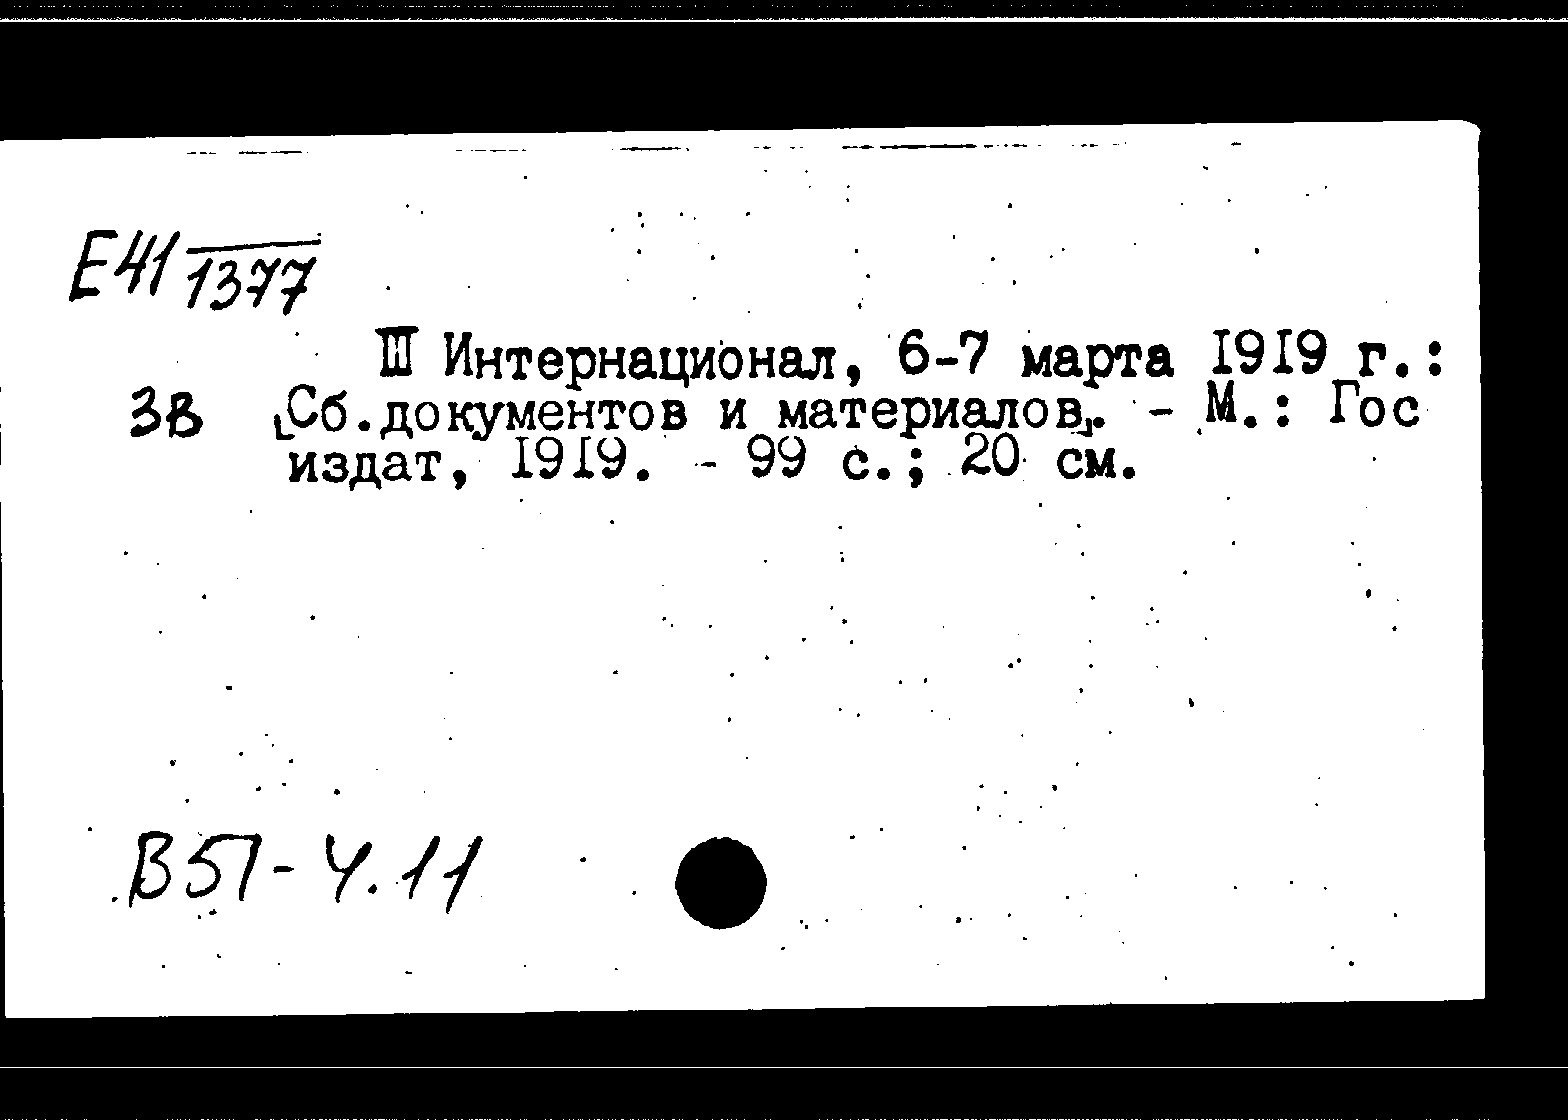 Е41 1377
III Интернационал, 6-7 марта 1919 г.:
3В [Сб.документов и материалов]. - М.: Гос
издат, 1919. - 99 с.; 20 см.
В51-4.11